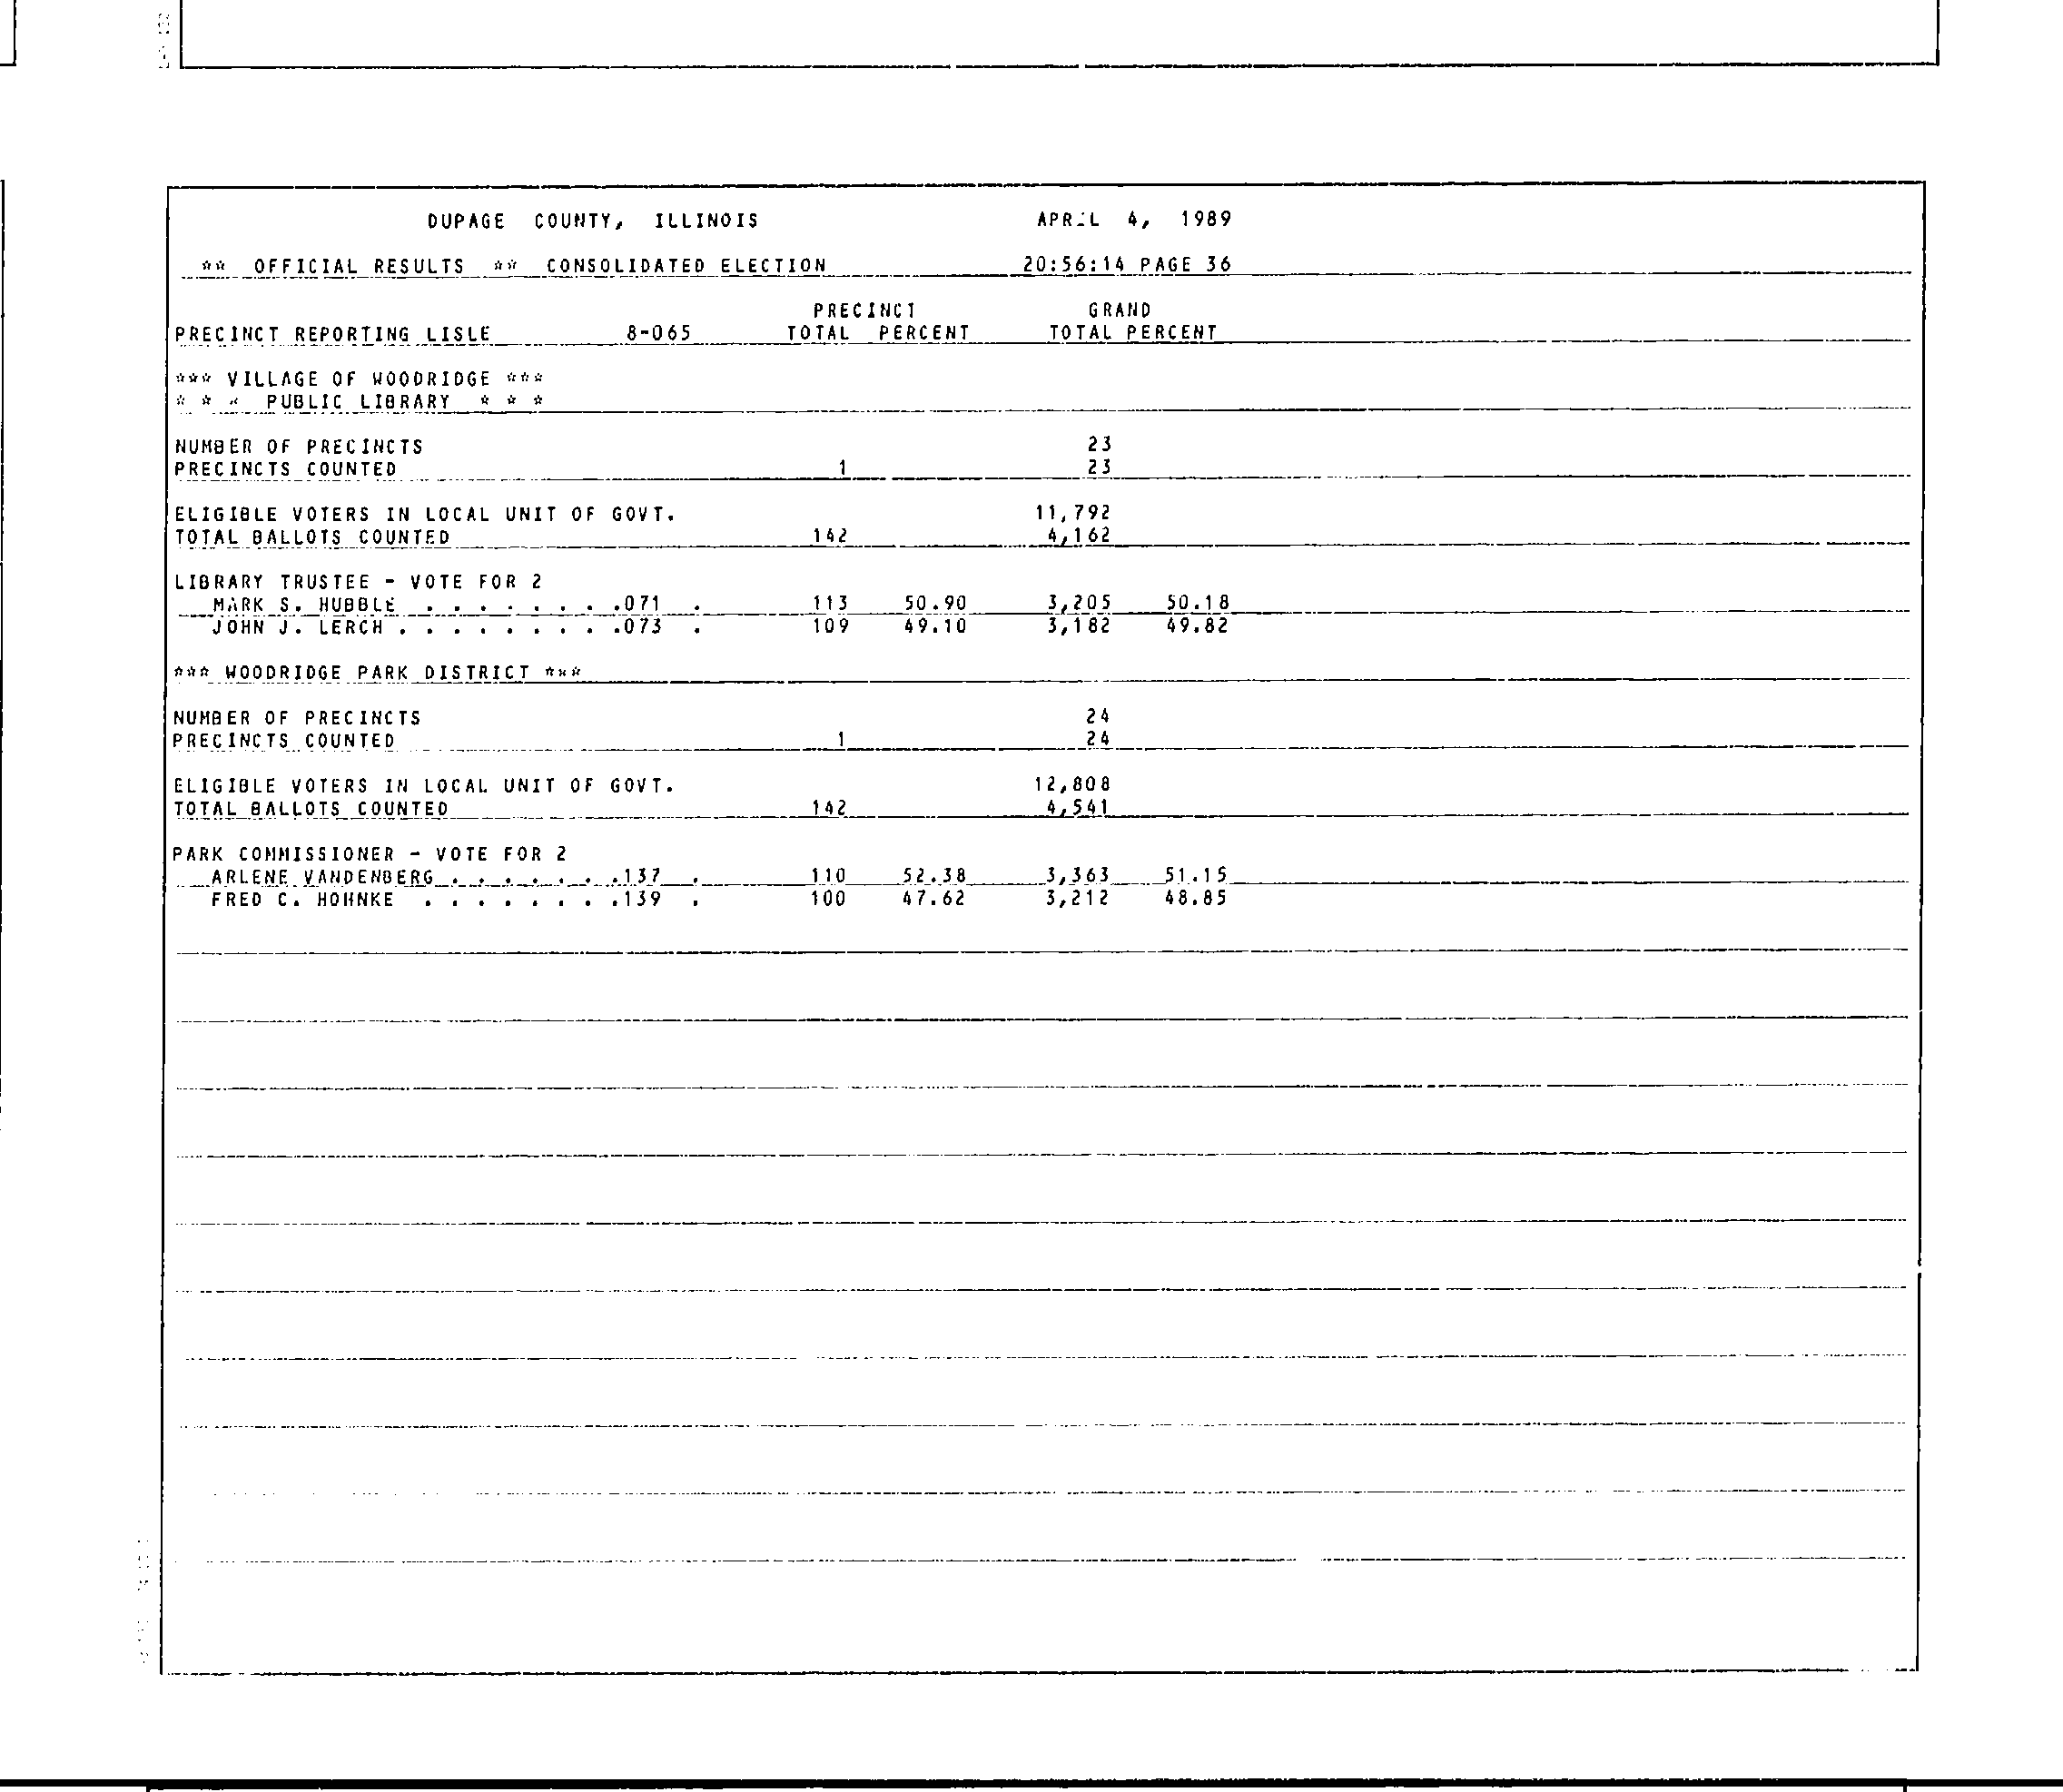 DUPAGE COUNTY, ILLINOIS APRIL 4, 1989
** OFFICIAL RESULTS ** CONSOLIDATED ELECTION 20:56:14 PAGE 36
PRECINCT GRAND
PRECINCT REPORTING LISLE 8-065 TOTAL PERCENT TOTAL PERCENT
*** VILLAGE OF WOODRIDGE ***
* * * PUBLIC LIBRARY * * *
NUMBER OF PRECINCTS 23
PRECINCTS COUNTED 1 23
ELIGIBLE VOTERS IN LOCAL UNIT OF GOVT. 11,792
TOTAL BALLOTS COUNTED 142 4,162
LIBRARY TRUSTEE - VOTE FOR 2
MARK S. HUBBLE . . . . . . . .071 . 113 50.90 3,205 50.18
JOHN J. LERCH . . . . . . . . .073 . 109 49.10 3,182 49.82
*** WOODRIDGE PARK DISTRICT ***
NUMBER OF PRECINCTS 24
PRECINCTS COUNTED 1 24
ELIGIBLE VOTERS IN LOCAL UNIT OF GOVT. 12,808
TOTAL BALLOTS COUNTED 142 4,541
PARK COMMISSIONER - VOTE FOR 2
ARLENE VANDENBERG . . . . . . .137 . 110 52.38 3,363 51.15
FRED C. HOHNKE . . . . . . . .139 . 100 47.62 3,212 48.85